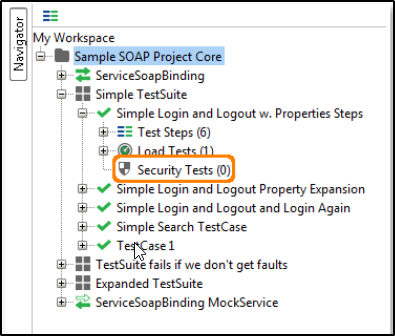 Navigator
My Workspace
Sample SOAP Project Core
ServiceSoapBinding
Simple TestSuite
Simple Login and Logout w. Properties Steps
Test Steps (6)
Load Tests (1)
Security Tests (0)
Simple Login and Logout Property Expansion
Simple Login and Logout and Login Again
Simple Search TestCase
TestCase 1
TestSuite fails if we don't get faults
Expanded TestSuite
ServiceSoapBinding MockService